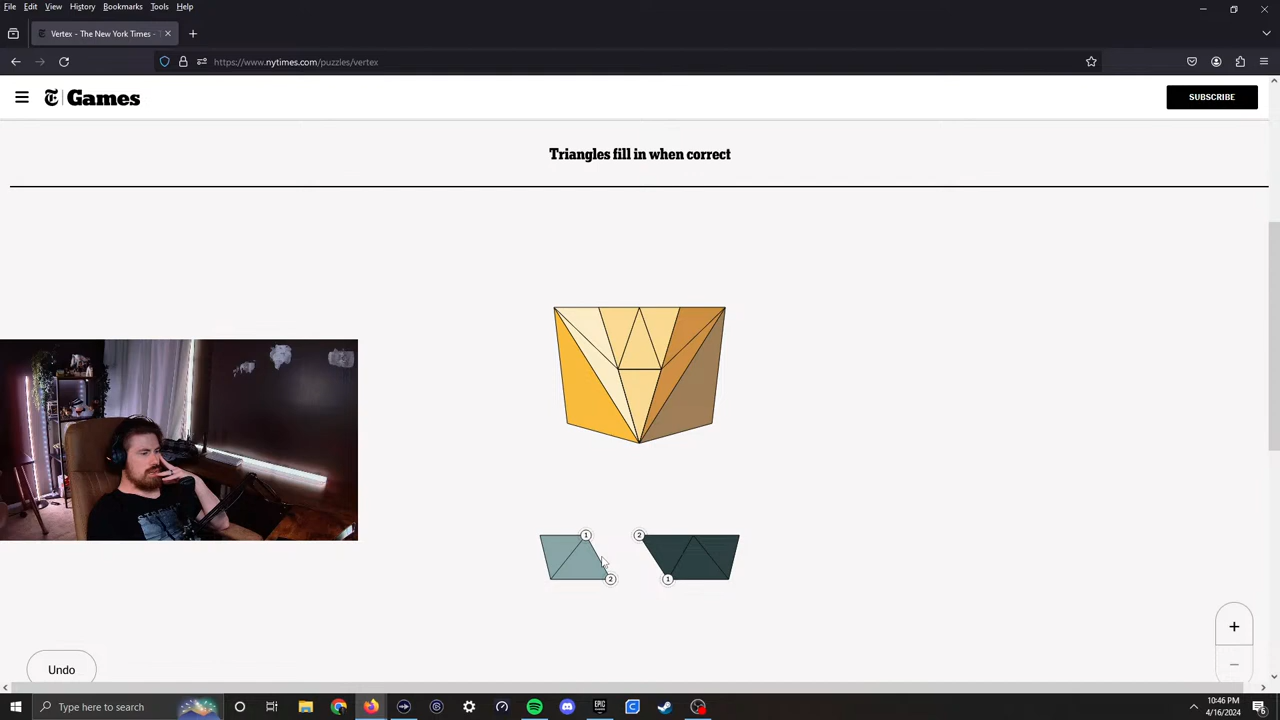 File Edit View History Bookmarks Tools Help
Vertex - The New York Times -
https://www.nytimes.com/puzzles/vertex
Games
SUBSCRIBE
Triangles fill in when correct
1
2
2
1
+
−
Undo
Type here to search
10:46 PM
4/16/2024